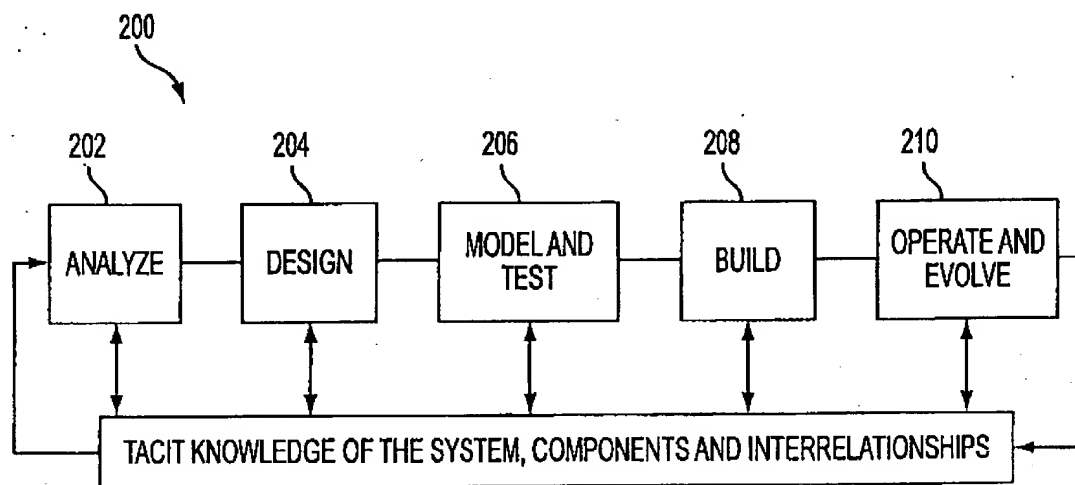 200
202
204
206
208
210
ANALYZE
DESIGN
MODEL AND
TEST
BUILD
OPERATE AND
EVOLVE
TACIT KNOWLEDGE OF THE SYSTEM, COMPONENTS AND INTERRELATIONSHIPS